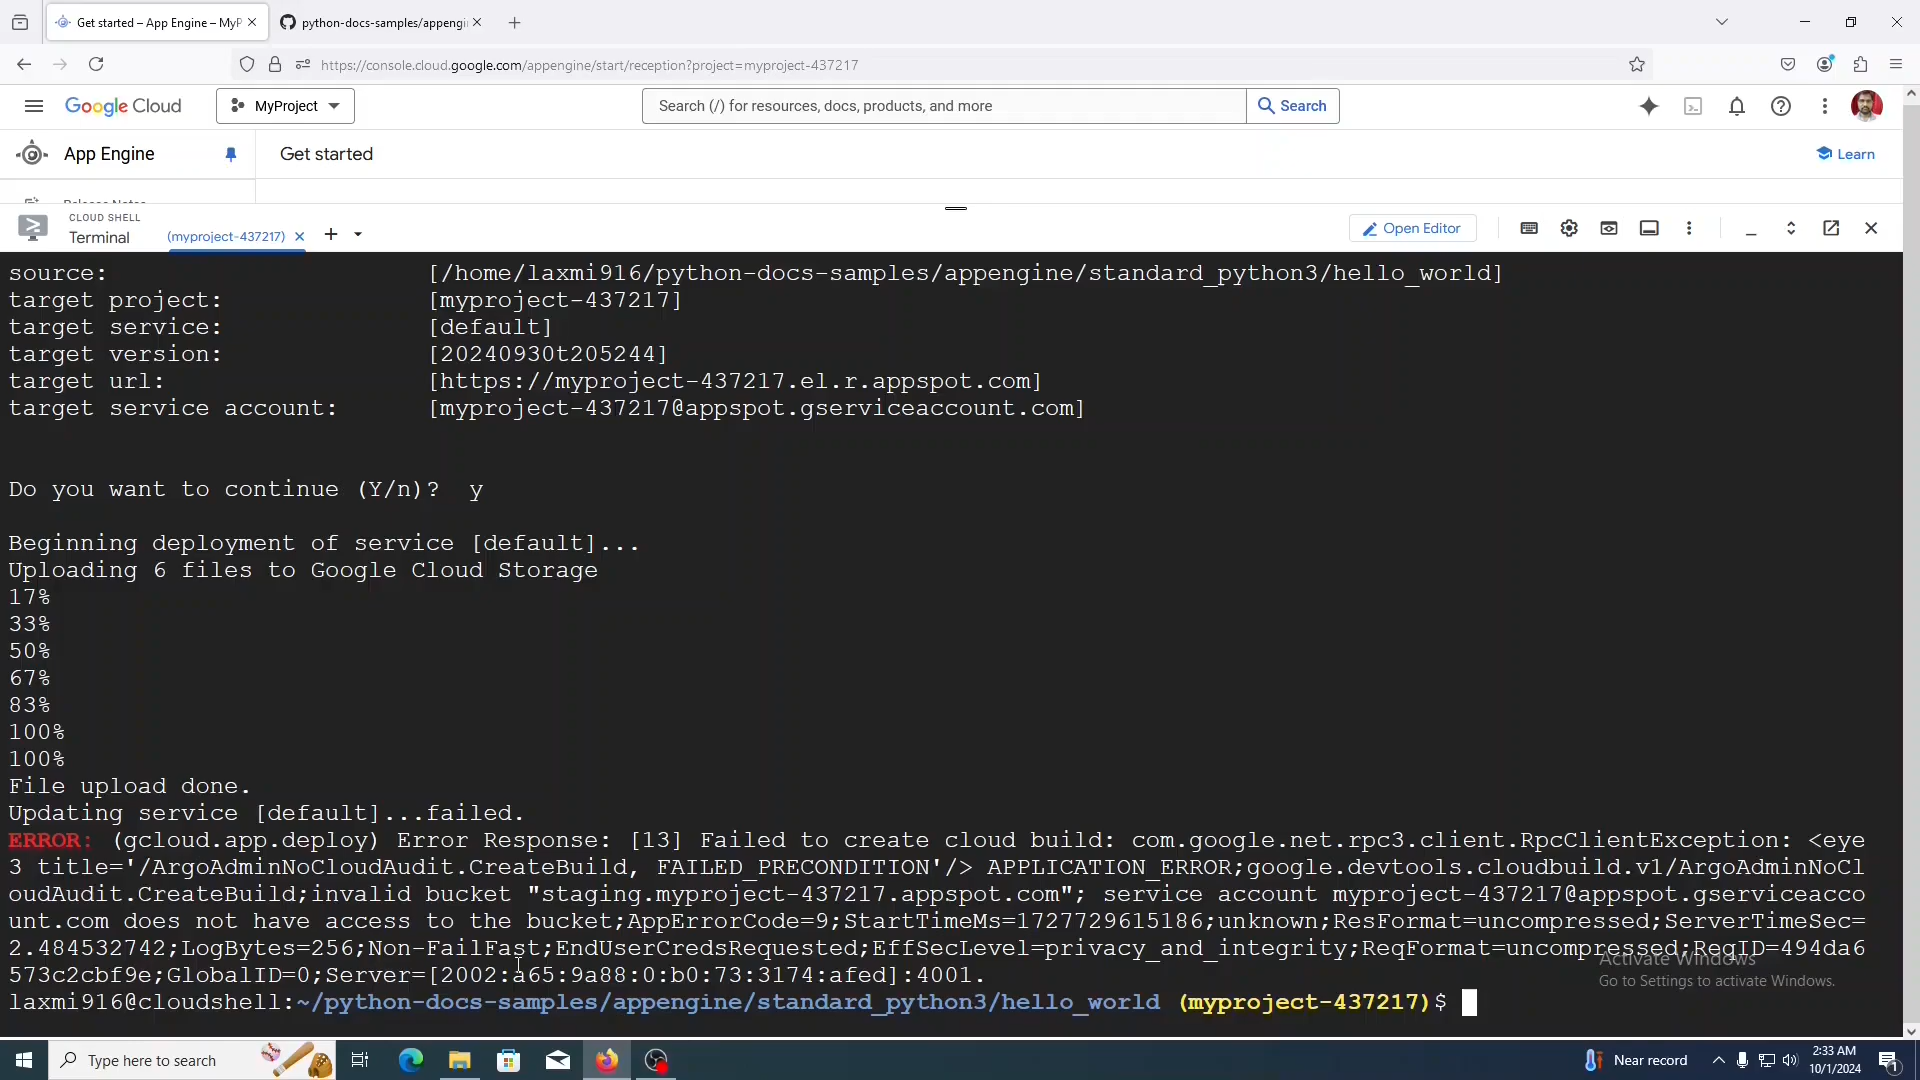 Get started – App Engine – MyP
python-docs-samples/appengi
https://console.cloud.google.com/appengine/start/reception?project=myproject-437217
Google Cloud
MyProject
Search (/) for resources, docs, products, and more
Search
App Engine
Get started
Learn
Release Notes
CLOUD SHELL
Terminal
(myproject-437217)
Open Editor
source: [/home/laxmi916/python-docs-samples/appengine/standard_python3/hello_world]
target project: [myproject-437217]
target service: [default]
target version: [20240930t205244]
target url: [https://myproject-437217.el.r.appspot.com]
target service account: [myproject-437217@appspot.gserviceaccount.com]
Do you want to continue (Y/n)? y
Beginning deployment of service [default]...
Uploading 6 files to Google Cloud Storage
17%
33%
50%
67%
83%
100%
100%
File upload done.
Updating service [default]...failed.
ERROR: (gcloud.app.deploy) Error Response: [13] Failed to create cloud build: com.google.net.rpc3.client.RpcClientException: <eye
3 title='/ArgoAdminNoCloudAudit.CreateBuild, FAILED_PRECONDITION'/> APPLICATION_ERROR;google.devtools.cloudbuild.v1/ArgoAdminNoCl
oudAudit.CreateBuild;invalid bucket "staging.myproject-437217.appspot.com"; service account myproject-437217@appspot.gserviceacco
unt.com does not have access to the bucket;AppErrorCode=9;StartTimeMs=1727729615186;unknown;ResFormat=uncompressed;ServerTimeSec=
2.484532742;LogBytes=256;Non-FailFast;EndUserCredsRequested;EffSecLevel=privacy_and_integrity;ReqFormat=uncompressed;ReqID=494da6
573c2cbf9e;GlobalID=0;Server=[2002:a65:9a88:0:b0:73:3174:afed]:4001.
laxmi916@cloudshell:~/python-docs-samples/appengine/standard_python3/hello_world (myproject-437217)$
Activate Windows
Go to Settings to activate Windows.
Type here to search
Near record
2:33 AM
10/1/2024
1